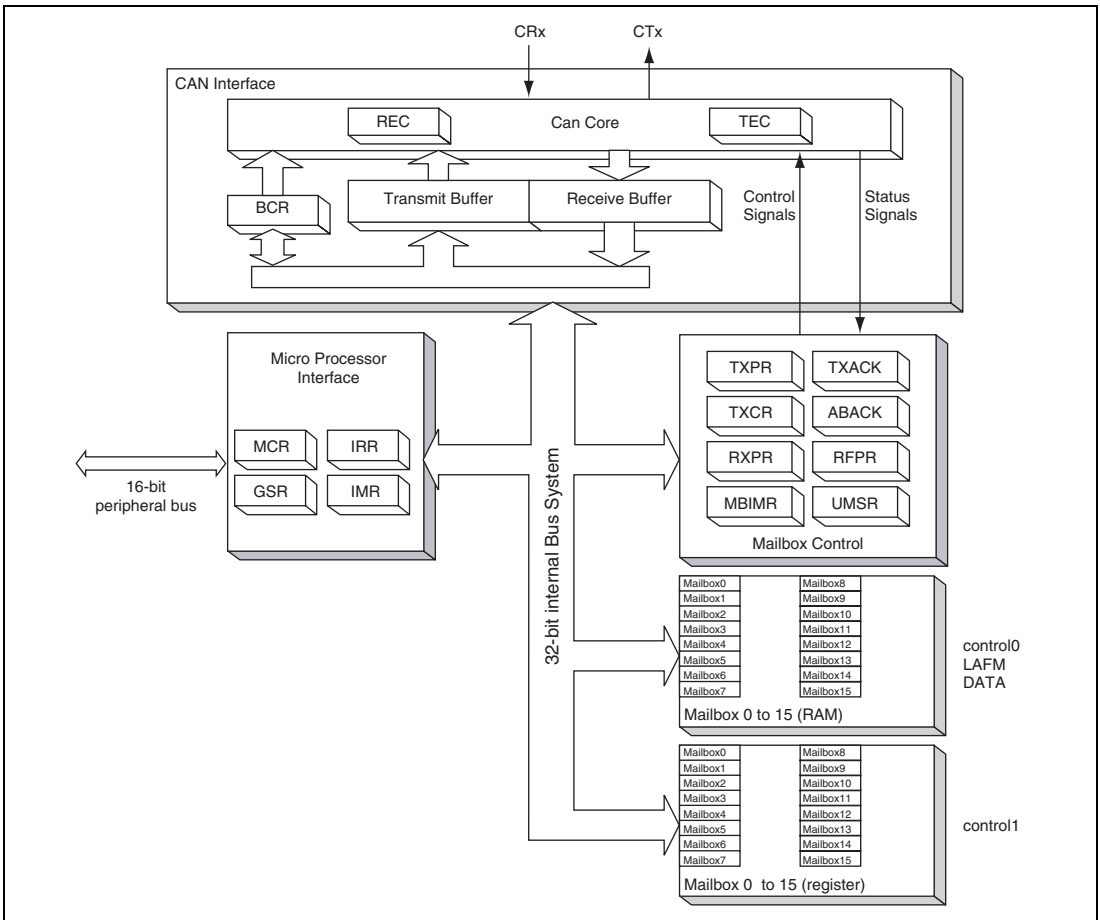 CRx
CTx
CAN Interface
REC
Can Core
TEC
BCR
Transmit Buffer
Receive Buffer
Control
Signals
Status
Signals
Micro Processor
Interface
MCR
IRR
GSR
IMR
16-bit
peripheral bus
32-bit internal Bus System
TXPR
TXACK
TXCR
ABACK
RXPR
RFPR
MBIMR
UMSR
Mailbox Control
Mailbox0
Mailbox1
Mailbox2
Mailbox3
Mailbox4
Mailbox5
Mailbox6
Mailbox7
Mailbox8
Mailbox9
Mailbox10
Mailbox11
Mailbox12
Mailbox13
Mailbox14
Mailbox15
Mailbox 0 to 15 (RAM)
control0
LAFM
DATA
Mailbox0
Mailbox1
Mailbox2
Mailbox3
Mailbox4
Mailbox5
Mailbox6
Mailbox7
Mailbox8
Mailbox9
Mailbox10
Mailbox11
Mailbox12
Mailbox13
Mailbox14
Mailbox15
Mailbox 0 to 15 (register)
control1